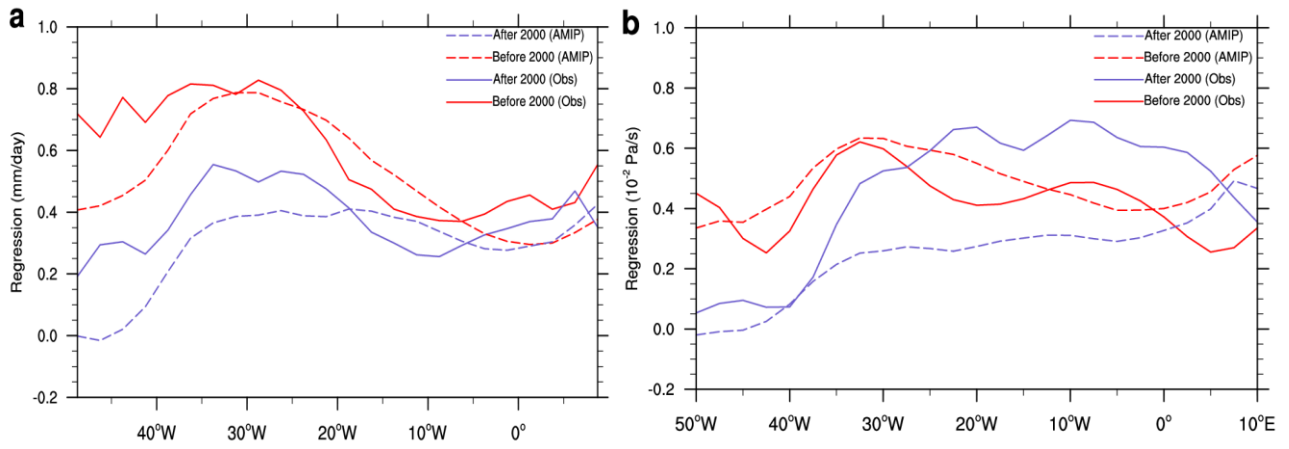 a
1.0
0.8
0.6
0.4
0.2
0.0
-0.2
Regression (mm/day)
After 2000 (AMIP)
Before 2000 (AMIP)
After 2000 (Obs)
Before 2000 (Obs)
40°W 30°W 20°W 10°W 0°
b
1.0
0.8
0.6
0.4
0.2
0.0
-0.2
Regression (10⁻² Pa/s)
After 2000 (AMIP)
Before 2000 (AMIP)
After 2000 (Obs)
Before 2000 (Obs)
50°W 40°W 30°W 20°W 10°W 0° 10°E